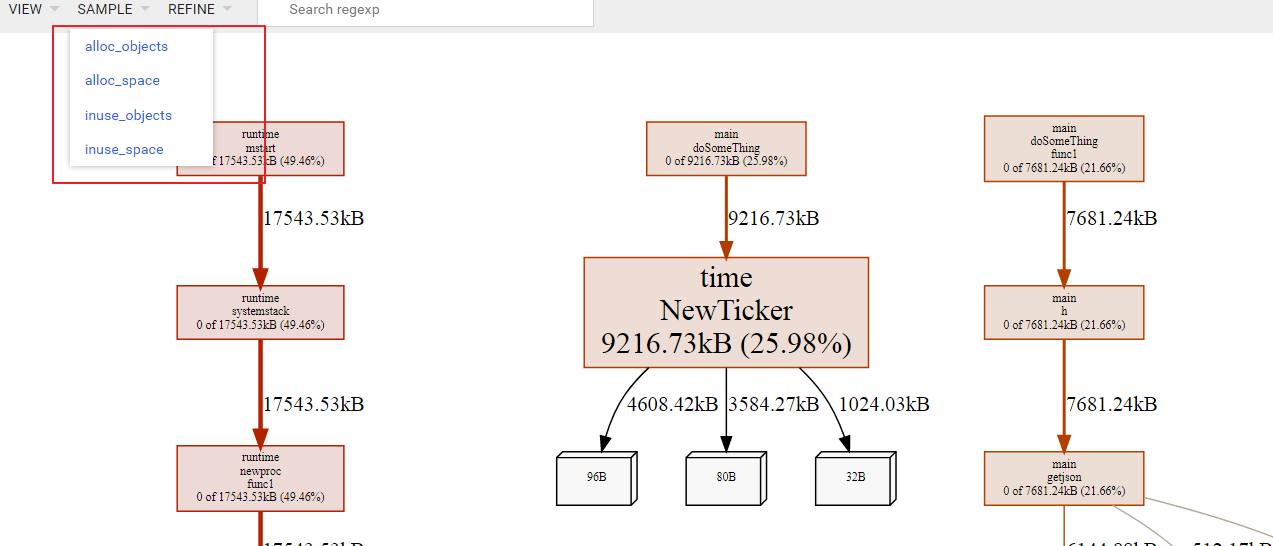 VIEW SAMPLE REFINE Search regexp
alloc_objects
alloc_space
inuse_objects
inuse_space
runtime
mstart
f 17543.53kB (49.46%)
17543.53kB
runtime
systemstack
0 of 17543.53kB (49.46%)
17543.53kB
runtime
newproc
func1
0 of 17543.53kB (49.46%)
main
doSomeThing
0 of 9216.73kB (25.98%)
9216.73kB
time
NewTicker
9216.73kB (25.98%)
4608.42kB 3584.27kB 1024.03kB
96B 80B 32B
main
doSomeThing
func1
0 of 7681.24kB (21.66%)
7681.24kB
main
h
0 of 7681.24kB (21.66%)
7681.24kB
main
getjson
0 of 7681.24kB (21.66%)